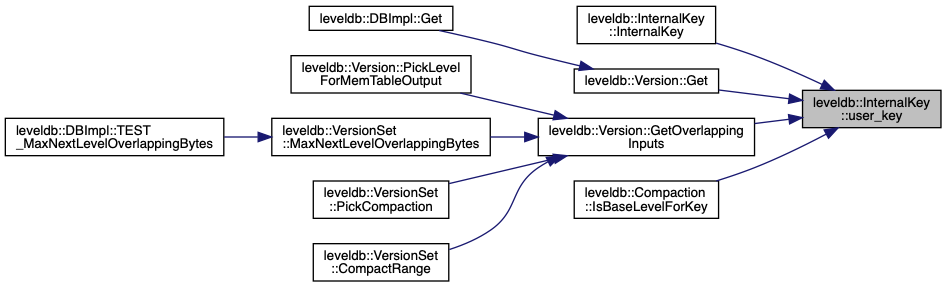 leveldb::DBImpl::Get
leveldb::InternalKey
::InternalKey
leveldb::Version::PickLevel
ForMemTableOutput
leveldb::Version::Get
leveldb::InternalKey
::user_key
leveldb::DBImpl::TEST
_MaxNextLevelOverlappingBytes
leveldb::VersionSet
::MaxNextLevelOverlappingBytes
leveldb::Version::GetOverlapping
Inputs
leveldb::VersionSet
::PickCompaction
leveldb::Compaction
::IsBaseLevelForKey
leveldb::VersionSet
::CompactRange